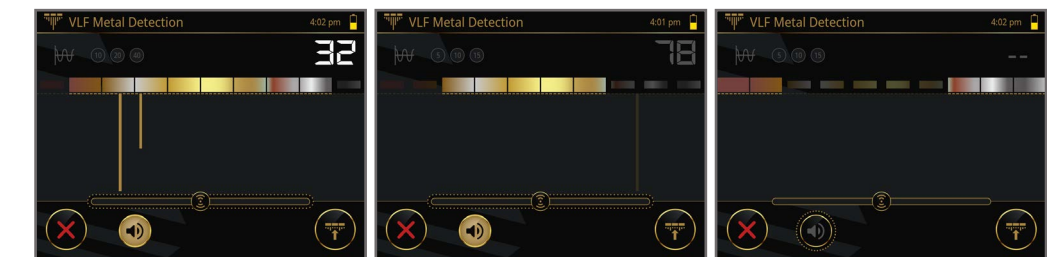 VLF Metal Detection 4:02 pm
10 20 40 32
VLF Metal Detection 4:01 pm
5 10 15 78
VLF Metal Detection 4:02 pm
5 10 15 --